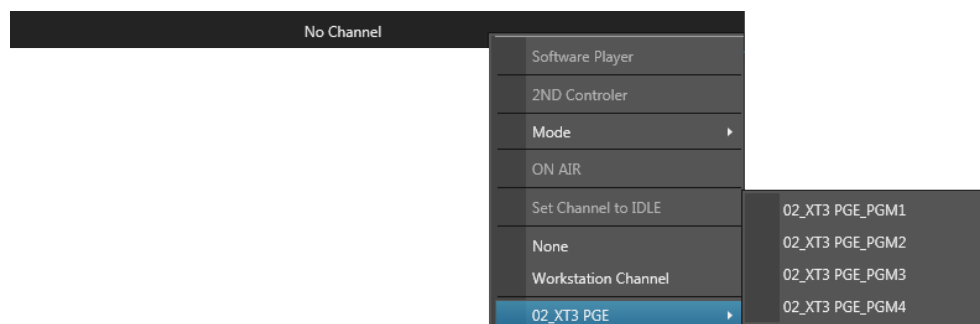 No Channel
Software Player
2ND Controler
Mode
ON AIR
Set Channel to IDLE
None
Workstation Channel
02_XT3 PGE
02_XT3 PGE_PGM1
02_XT3 PGE_PGM2
02_XT3 PGE_PGM3
02_XT3 PGE_PGM4